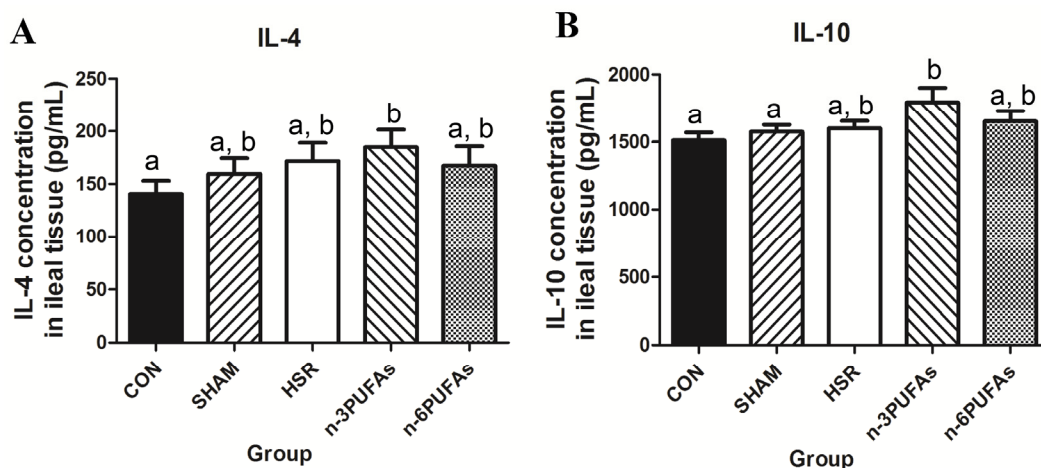 A
IL-4
IL-4 concentration
in ileal tissue (pg/mL)
250
200
150
100
50
0
a
a, b
a, b
b
a, b
CON
SHAM
HSR
n-3PUFAs
n-6PUFAs
Group
B
IL-10
IL-10 concentration
in ileal tissue (pg/mL)
2000
1500
1000
500
0
a
a
a, b
b
a, b
CON
SHAM
HSR
n-3PUFAs
n-6PUFAs
Group